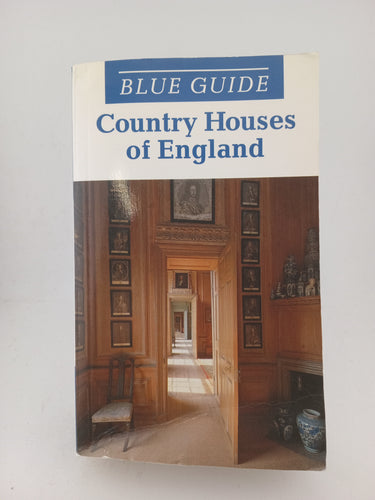 BLUE GUIDE
Country Houses
of England